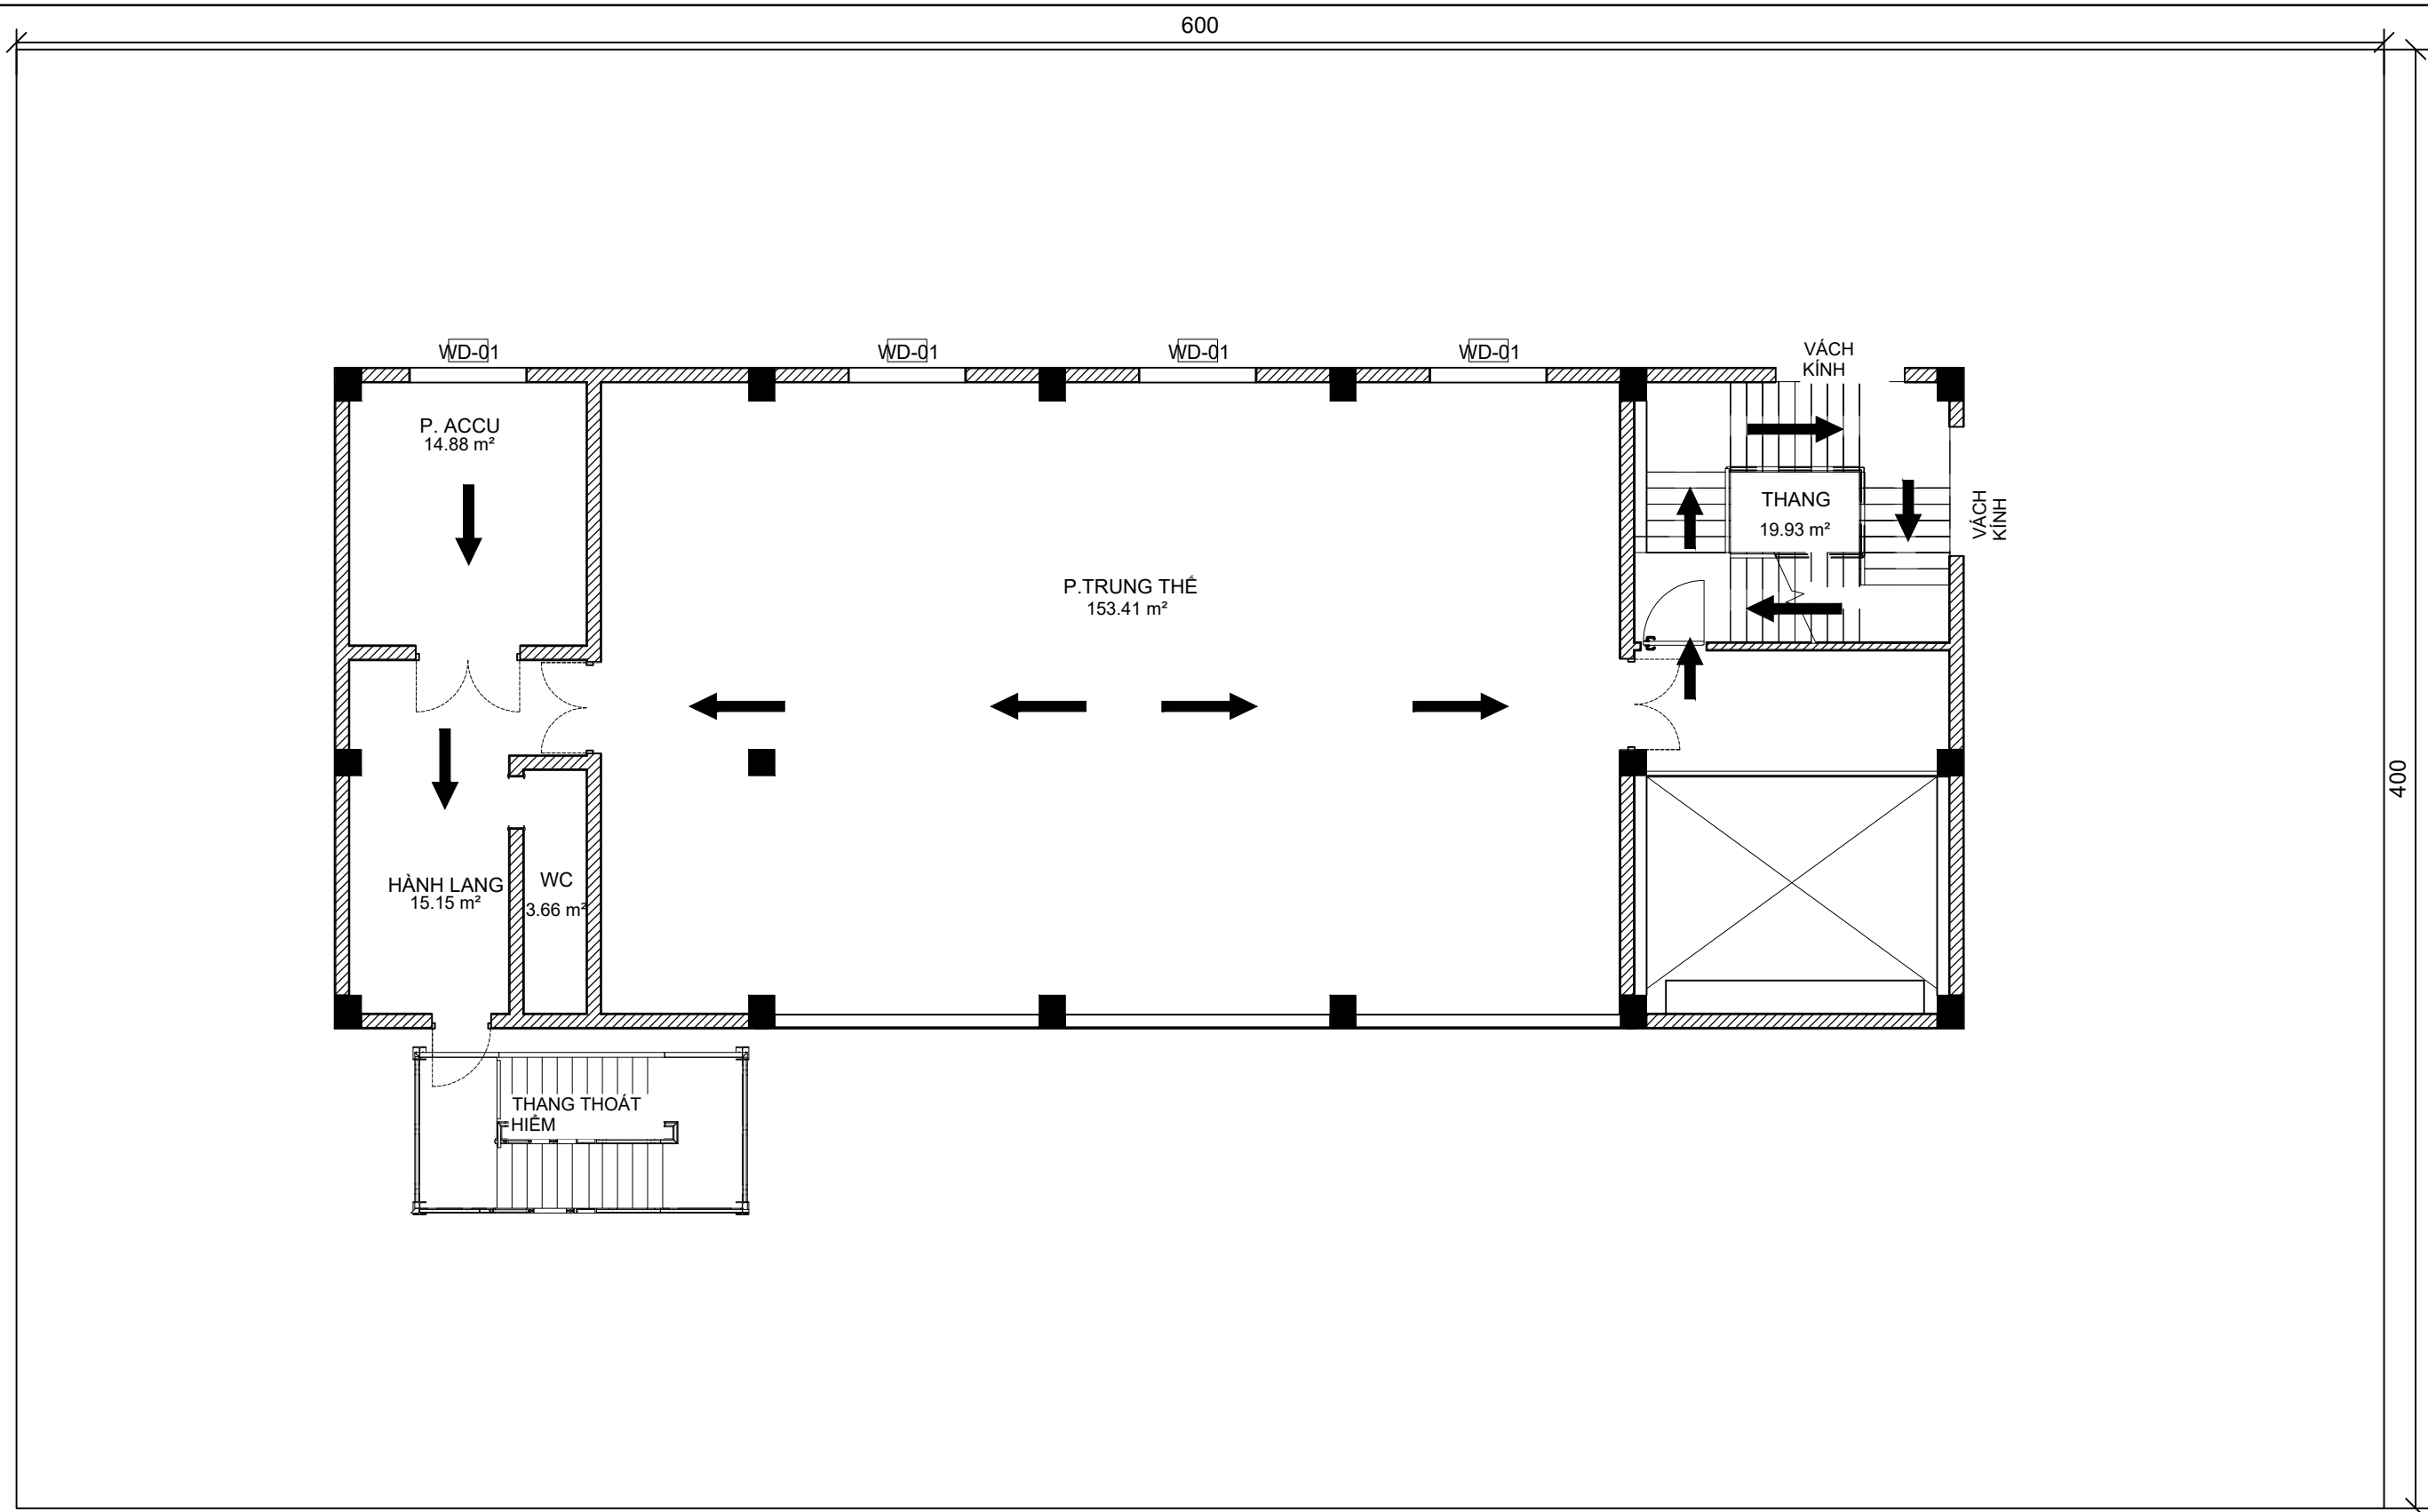 600
WD-01
WD-01
WD-01
WD-01
VÁCH
KÍNH
P. ACCU
14.88 m²
THANG
19.93 m²
VÁCH
KÍNH
P.TRUNG THẾ
153.41 m²
400
HÀNH LANG
15.15 m²
WC
3.66 m²
THANG THOÁT
HIỂM